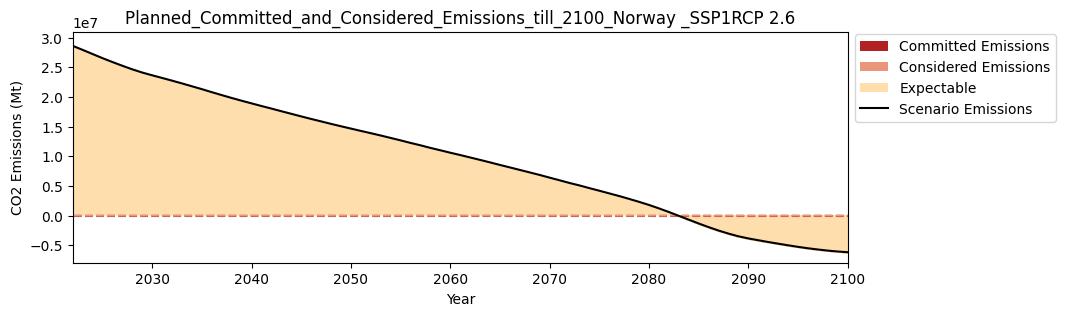 Planned_Committed_and_Considered_Emissions_till_2100_Norway _SSP1RCP 2.6
1e7
3.0
2.5
2.0
1.5
1.0
0.5
0.0
−0.5
CO2 Emissions (Mt)
2030
2040
2050
2060
2070
2080
2090
2100
Year
Committed Emissions
Considered Emissions
Expectable
Scenario Emissions